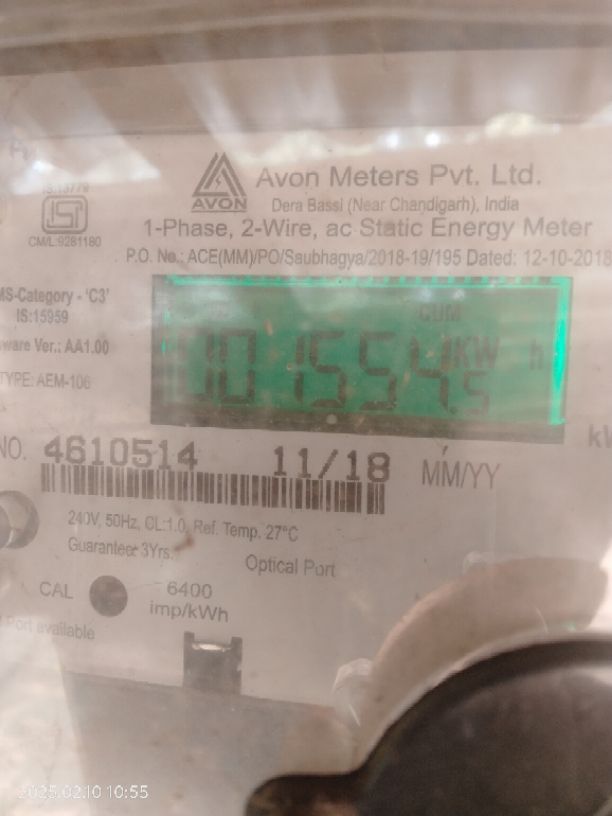 IS:13779
AVON
Avon Meters Pvt. Ltd.
Dera Bassi (Near Chandigarh), India
CM/L:9281180
1-Phase, 2-Wire, ac Static Energy Meter
P.O. No.: ACE(MM)/PO/Saubhagya/2018-19/195 Dated: 12-10-2018
MS-Category - 'C3'
IS:15959
ware Ver.: AA1.00
TYPE: AEM-106
CUM
001554.5 KW h
NO. 4610514 11/18 MM/YY
240V, 50Hz, CL:1.0, Ref. Temp. 27°C
Guarantee 3Yrs.
Optical Port
CAL
6400
imp/kWh
Port available
2025.02.10 10:55